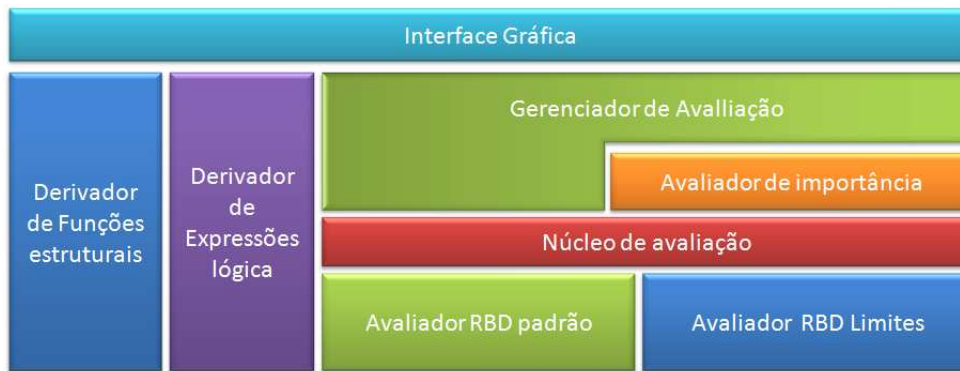 Interface Gráfica
Derivador
de Funções
estruturais
Derivador
de
Expressões
lógica
Gerenciador de Avalliação
Avaliador de importância
Núcleo de avaliação
Avaliador RBD padrão
Avaliador RBD Limites